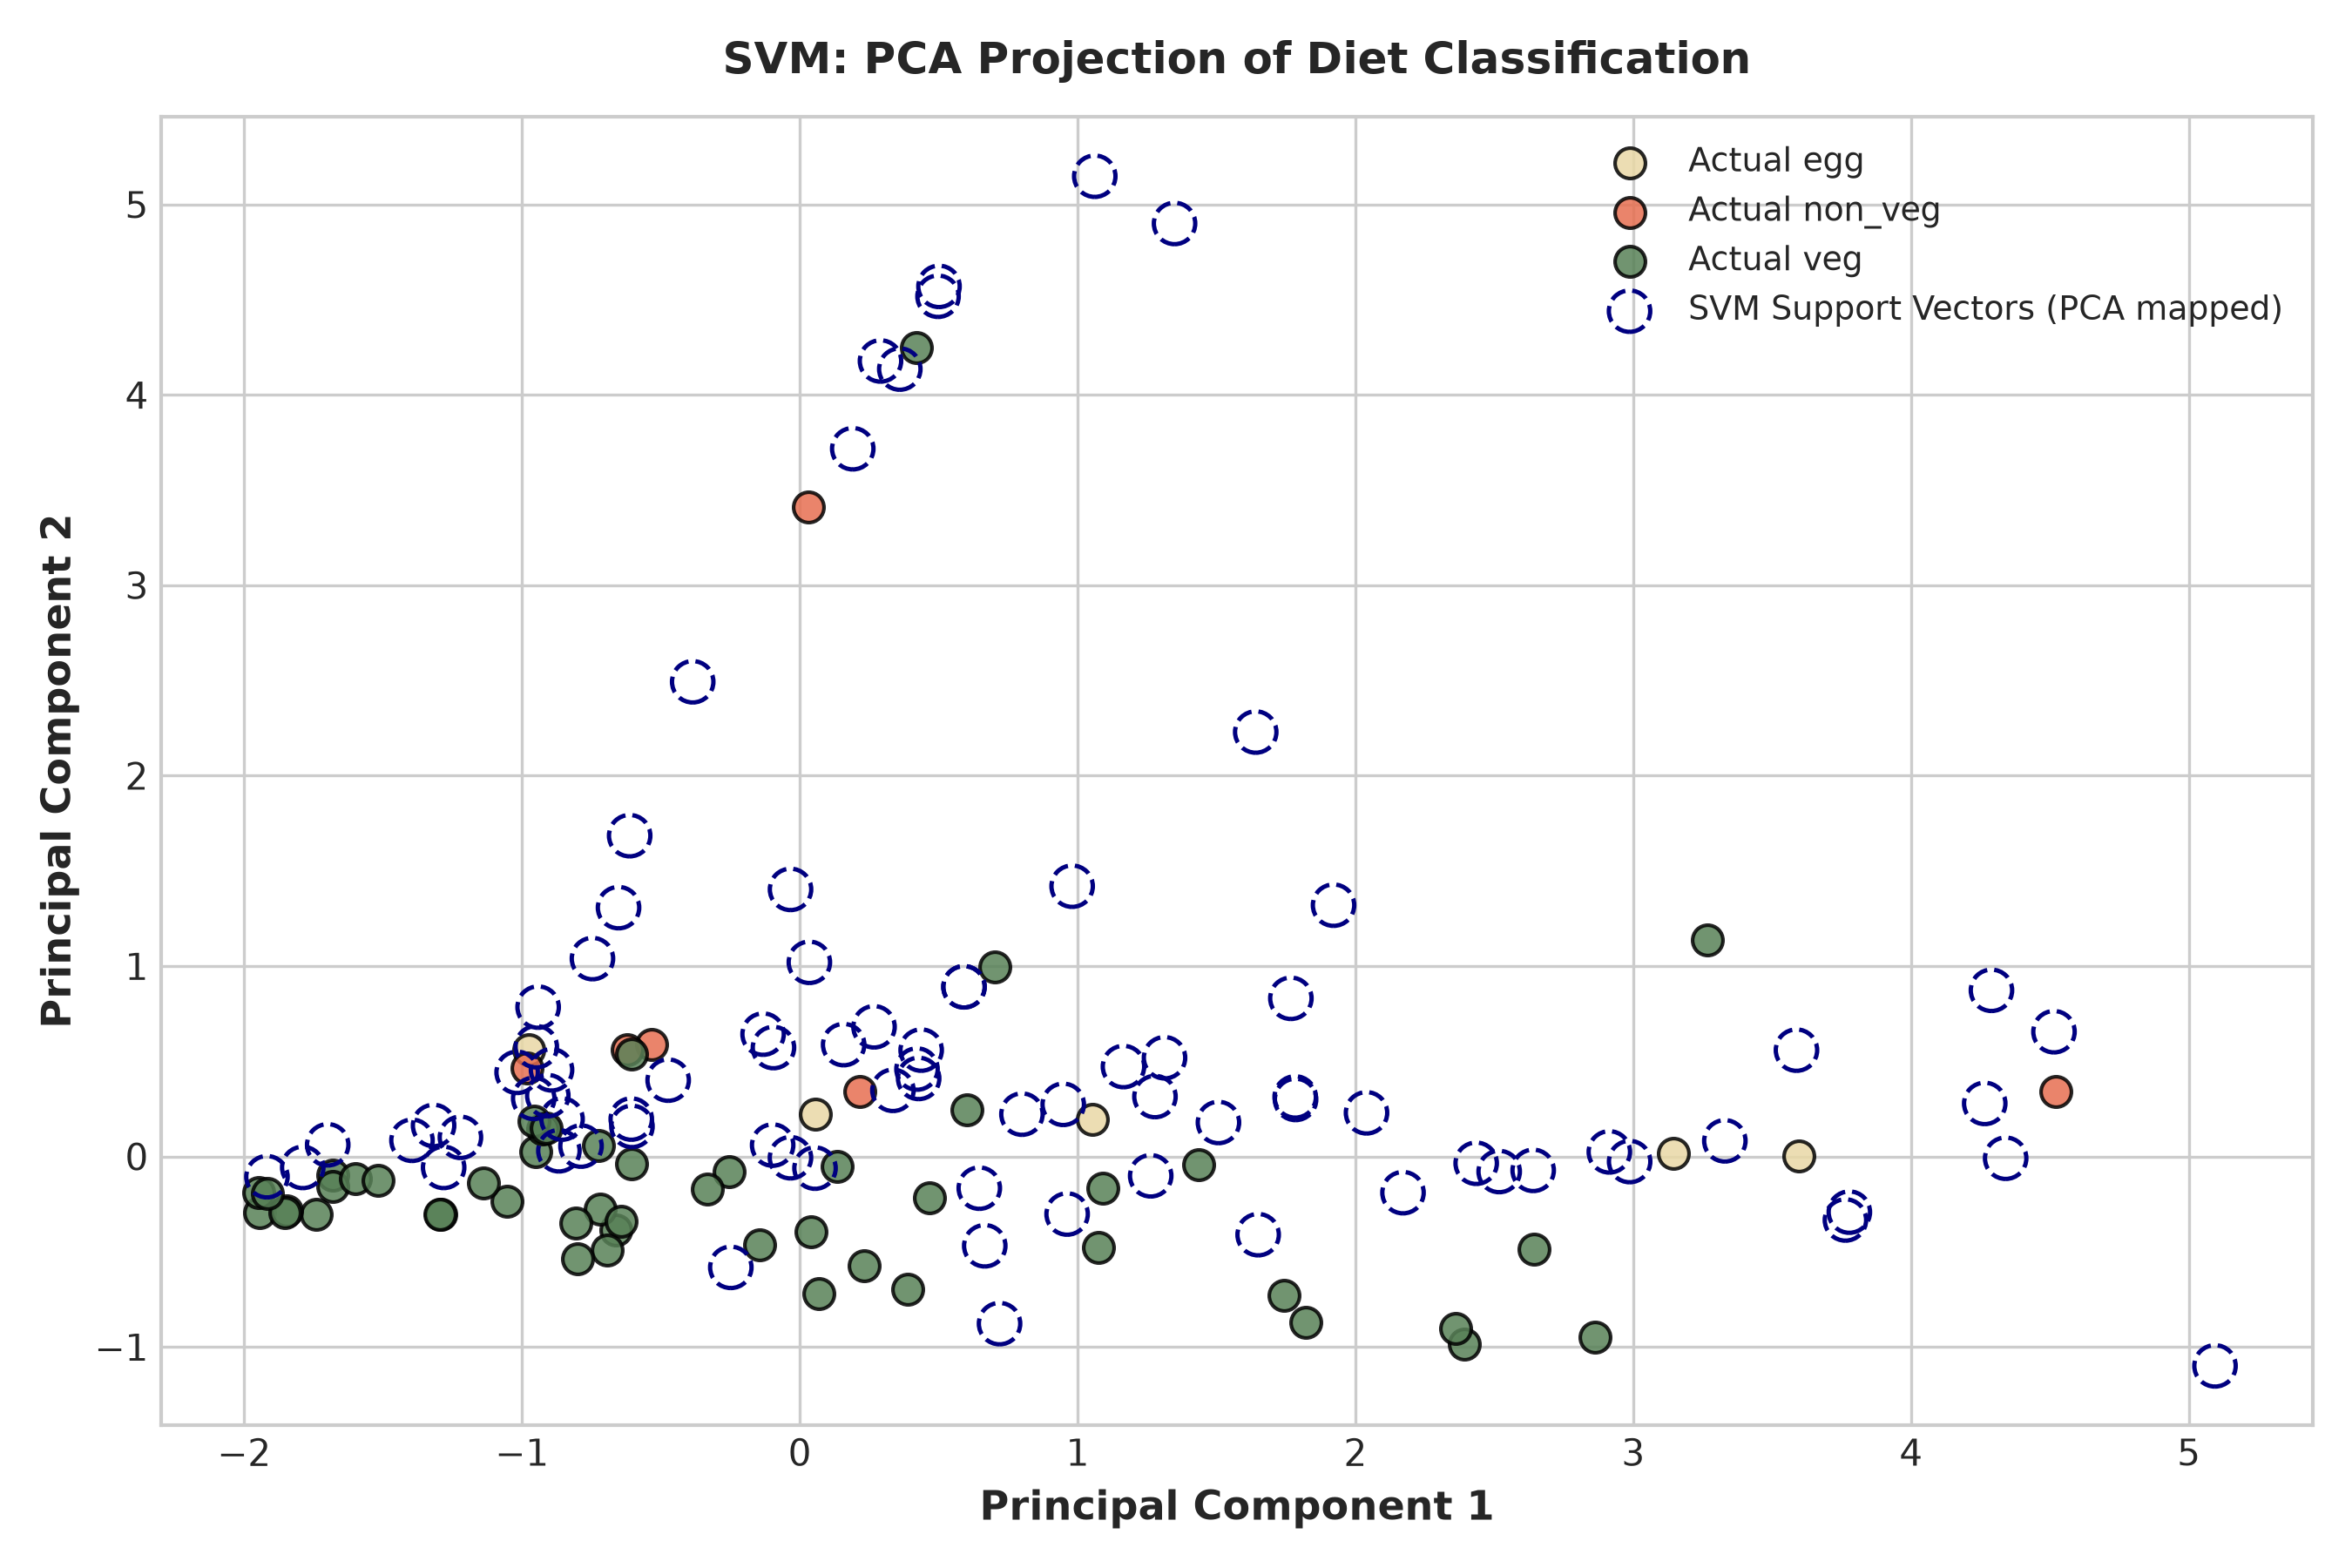 SVM: PCA Projection of Diet Classification
Actual egg
Actual non_veg
Actual veg
SVM Support Vectors (PCA mapped)
Principal Component 2
5
4
3
2
1
0
−1
−2 −1 0 1 2 3 4 5
Principal Component 1